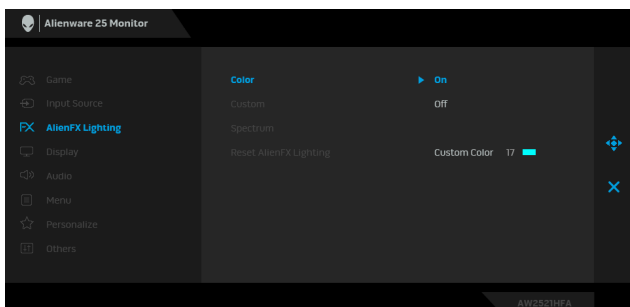 Alienware 25 Monitor
Game
Input Source
FX AlienFX Lighting
Display
Audio
Menu
Personalize
Others
Color On
Custom Off
Spectrum
Reset AlienFX Lighting Custom Color 17
AW2521HFA